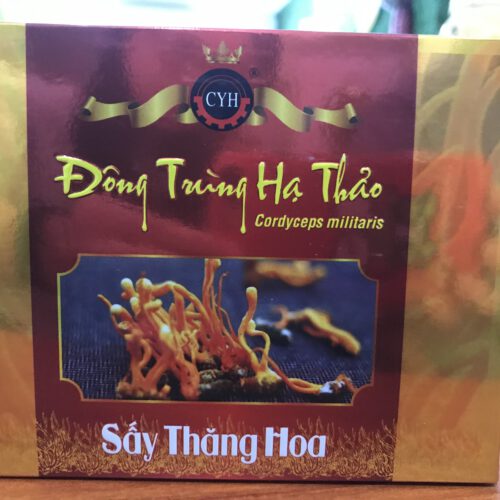 CYH
®
Đông Trùng Hạ Thảo
Cordyceps militaris
Sấy Thăng Hoa